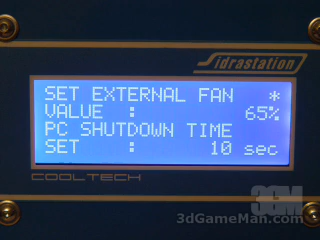 Sidrastation
SET EXTERNAL FAN *
VALUE : 65%
PC SHUTDOWN TIME
SET : 10 sec
COOLTECH
3GM
3dGameMan.com